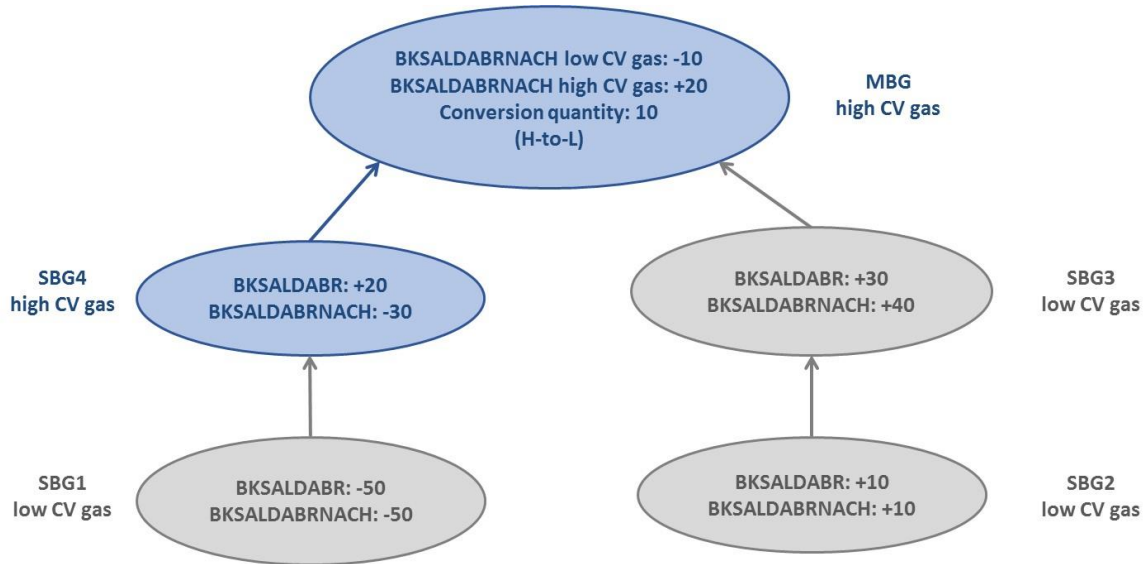 BKSALDABRNACH low CV gas: -10
BKSALDABRNACH high CV gas: +20
Conversion quantity: 10
(H-to-L)
MBG
high CV gas
SBG4
high CV gas
BKSALDABR: +20
BKSALDABRNACH: -30
BKSALDABR: +30
BKSALDABRNACH: +40
SBG3
low CV gas
SBG1
low CV gas
BKSALDABR: -50
BKSALDABRNACH: -50
BKSALDABR: +10
BKSALDABRNACH: +10
SBG2
low CV gas